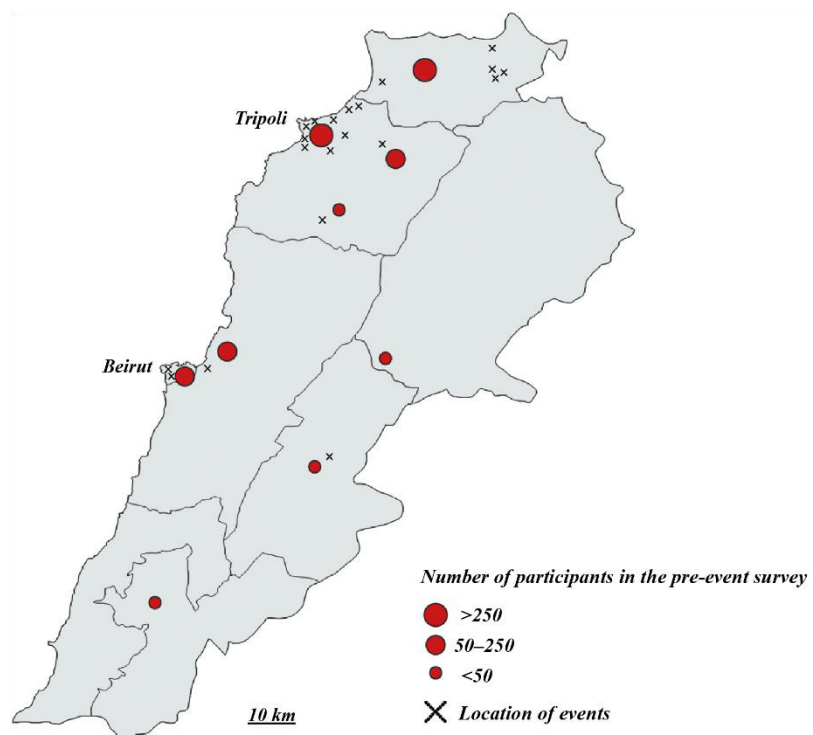 Tripoli
Beirut
Number of participants in the pre-event survey
>250
50–250
<50
10 km
Location of events